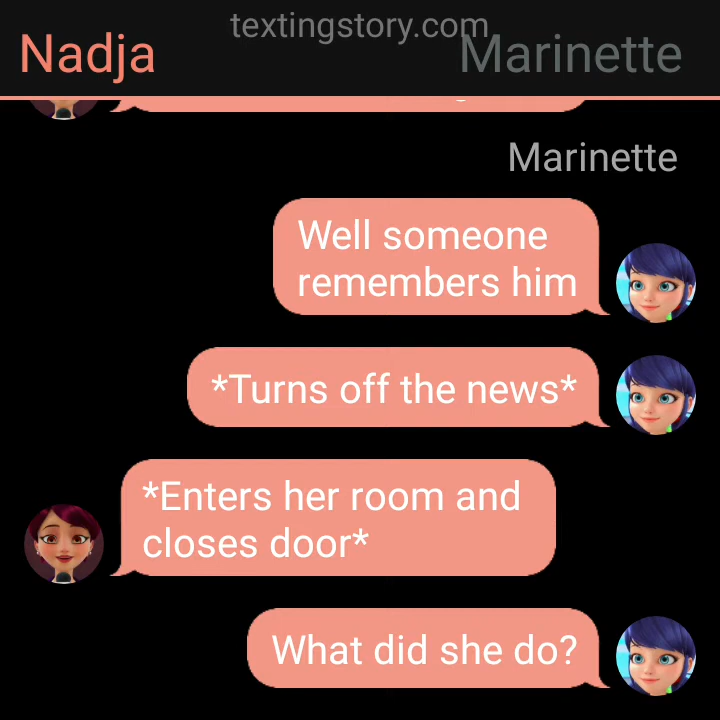 textingstory.com
Nadja
Marinette
Marinette
Well someone
remembers him
*Turns off the news*
*Enters her room and
closes door*
What did she do?